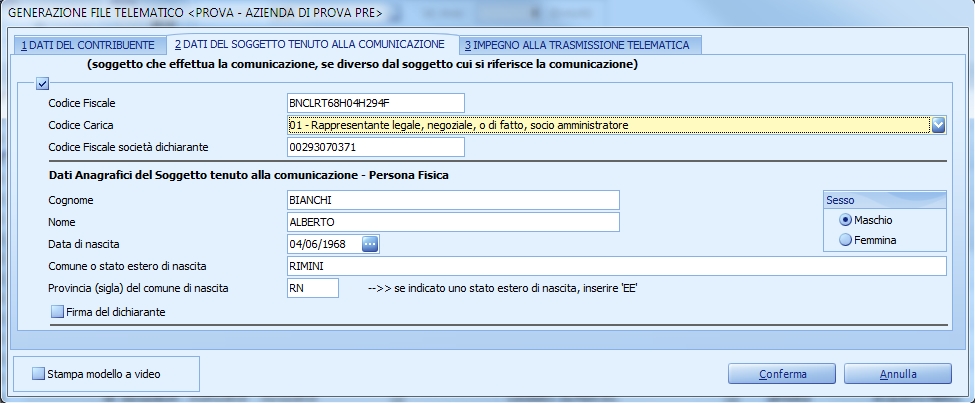 GENERAZIONE FILE TELEMATICO <PROVA - AZIENDA DI PROVA PRE>
1 DATI DEL CONTRIBUENTE 2 DATI DEL SOGGETTO TENUTO ALLA COMUNICAZIONE 3 IMPEGNO ALLA TRASMISSIONE TELEMATICA
(soggetto che effettua la comunicazione, se diverso dal soggetto cui si riferisce la comunicazione)
Codice Fiscale BNCLRT68H04H294F
Codice Carica 01 - Rappresentante legale, negoziale, o di fatto, socio amministratore
Codice Fiscale società dichiarante 00293070371
Dati Anagrafici del Soggetto tenuto alla comunicazione - Persona Fisica
Cognome BIANCHI Sesso
Nome ALBERTO Maschio
Data di nascita 04/06/1968 ... Femmina
Comune o stato estero di nascita RIMINI
Provincia (sigla) del comune di nascita RN -->> se indicato uno stato estero di nascita, inserire 'EE'
Firma del dichiarante
Stampa modello a video Conferma Annulla